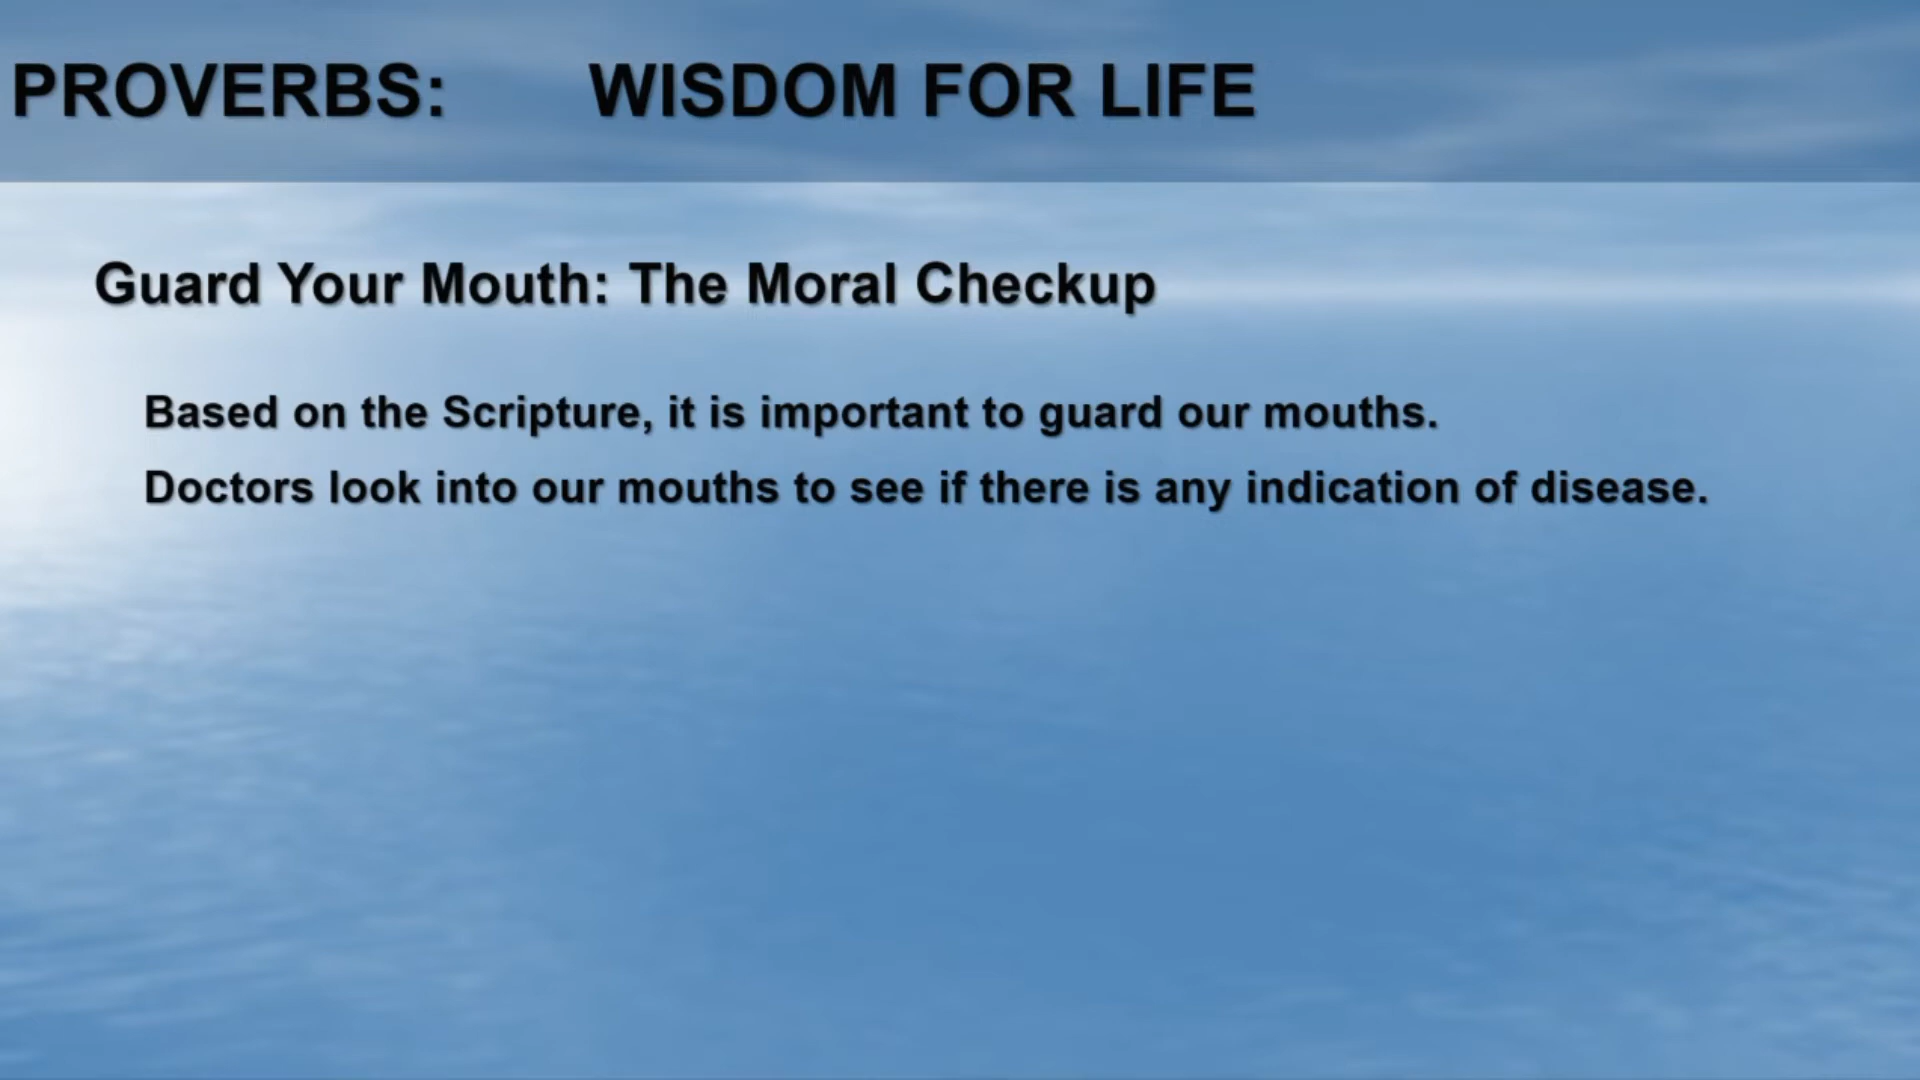 PROVERBS: WISDOM FOR LIFE
Guard Your Mouth: The Moral Checkup
Based on the Scripture, it is important to guard our mouths.
Doctors look into our mouths to see if there is any indication of disease.